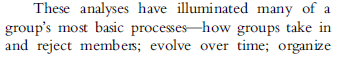 These analyses have illuminated many of a
group's most basic processes—how groups take in
and reject members; evolve over time; organize